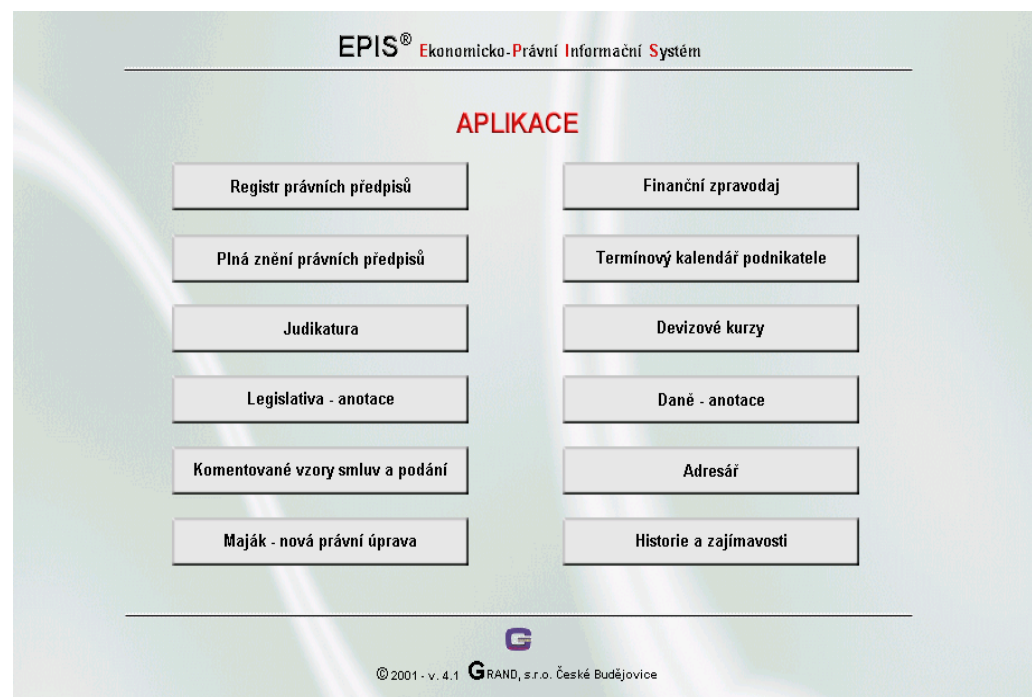 EPIS® Ekonomicko-Právní Informační Systém
APLIKACE
Registr právních předpisů
Finanční zpravodaj
Plná znění právních předpisů
Termínový kalendář podnikatele
Judikatura
Devizové kurzy
Legislativa - anotace
Daně - anotace
Komentované vzory smluv a podání
Adresář
Maják - nová právní úprava
Historie a zajímavosti
G
© 2001 - v. 4.1 GRAND, s.r.o. České Budějovice